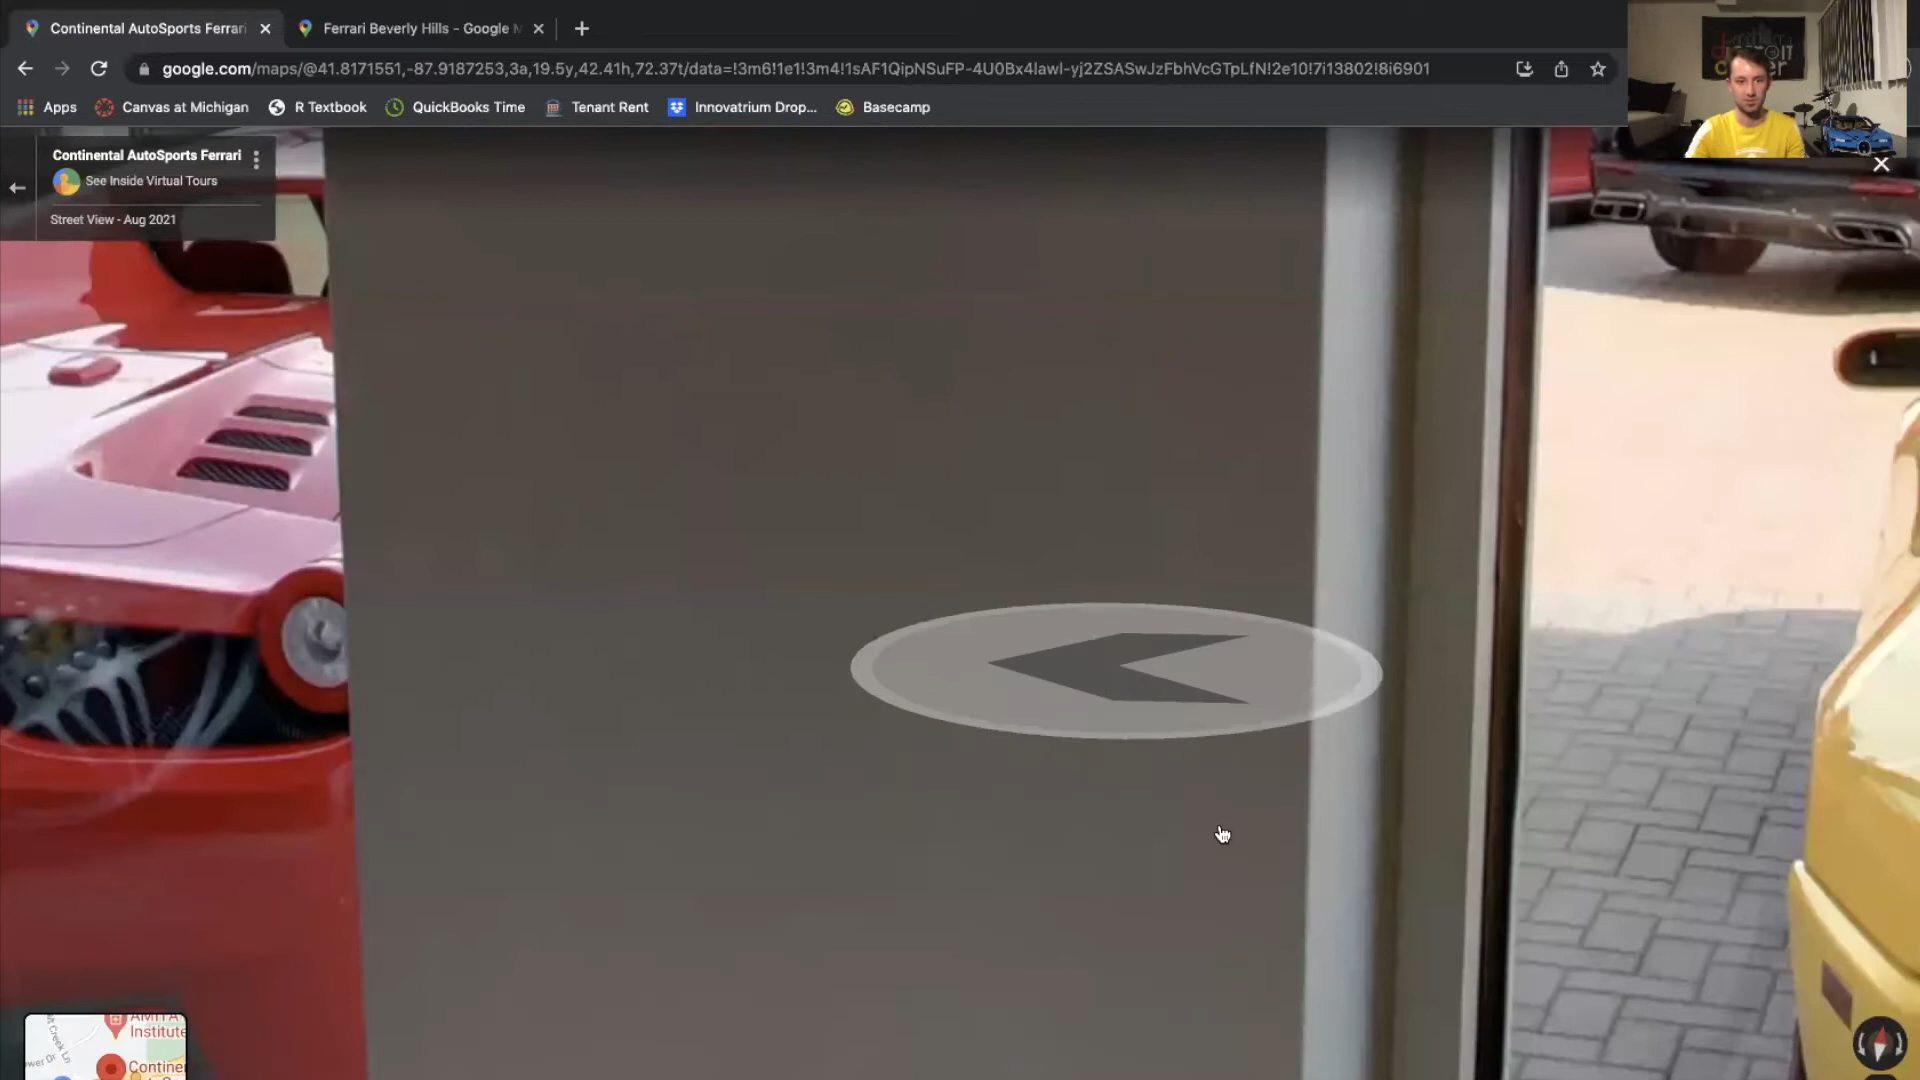 Continental AutoSports Ferrari
Ferrari Beverly Hills - Google
google.com/maps/@41.8171551,-87.9187253,3a,19.5y,42.41h,72.37t/data=!3m6!1e1!3m4!1sAF1QipNSuFP-4U0Bx4lawI-yj2ZSASwJzFbhVcGTpLfN!2e10!7i13802!8i6901
Apps
Canvas at Michigan
R Textbook
QuickBooks Time
Tenant Rent
Innovatrium Drop...
Basecamp
Continental AutoSports Ferrari
See Inside Virtual Tours
Street View - Aug 2021
AMITA
Institute
Contine